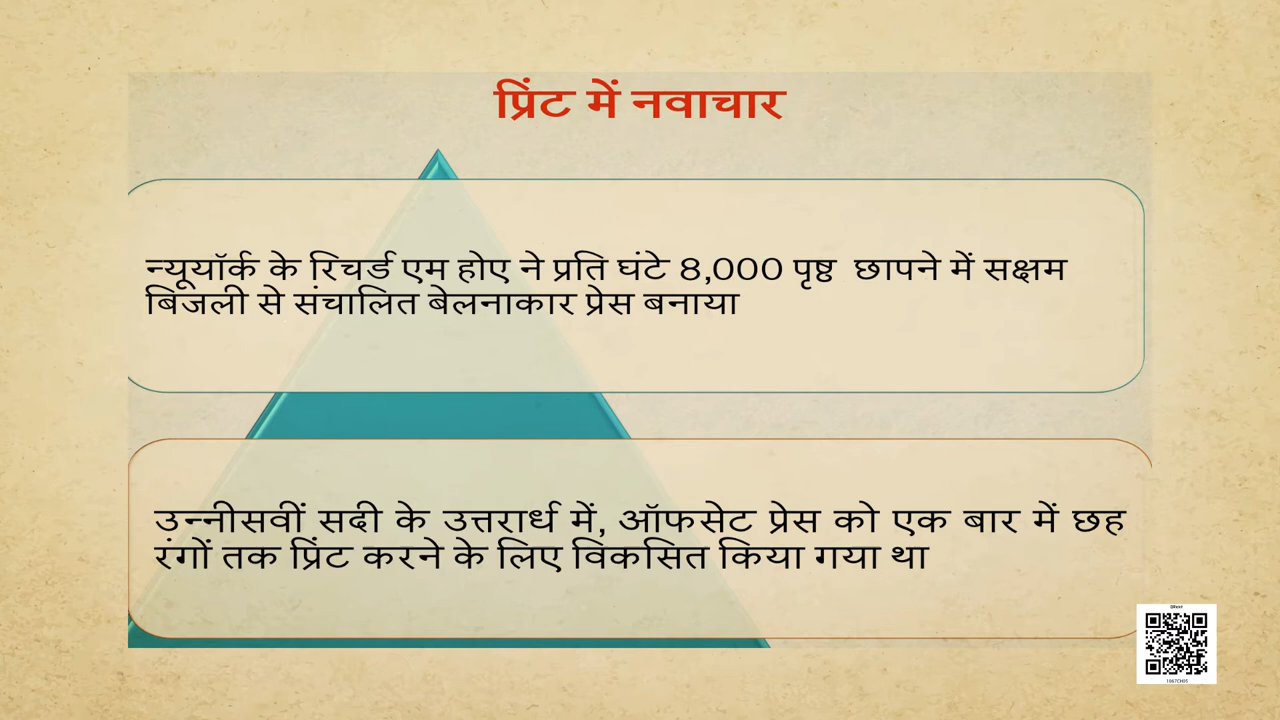 प्रिंट में नवाचार
न्यूयॉर्क के रिचर्ड एम होए ने प्रति घंटे 8,000 पृष्ठ छापने में सक्षम
बिजली से संचालित बेलनाकार प्रेस बनाया
उन्नीसवीं सदी के उत्तरार्ध में, ऑफसेट प्रेस को एक बार में छह
रंगों तक प्रिंट करने के लिए विकसित किया गया था
1067CH05